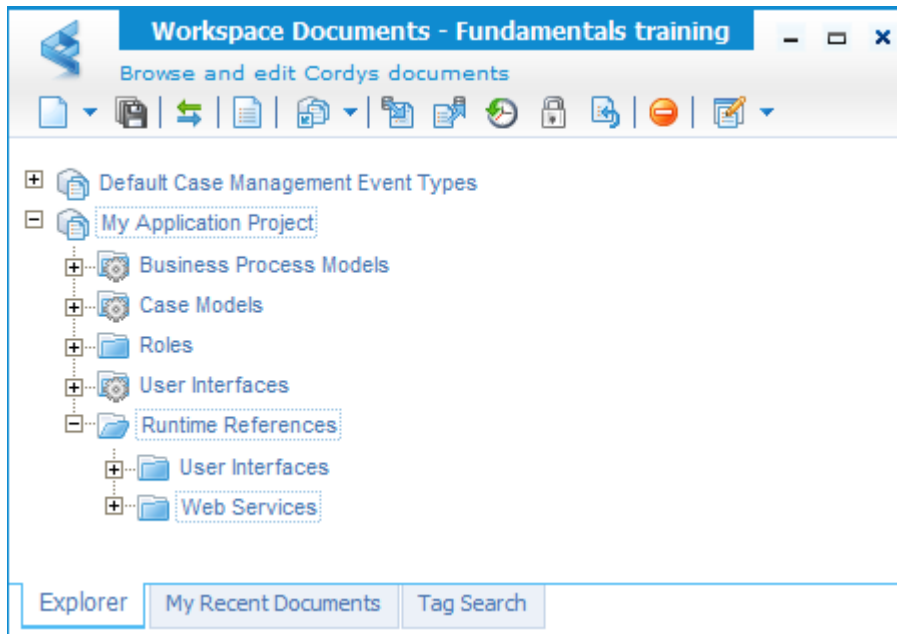 Workspace Documents - Fundamentals training
Browse and edit Cordys documents
Default Case Management Event Types
My Application Project
Business Process Models
Case Models
Roles
User Interfaces
Runtime References
User Interfaces
Web Services
Explorer My Recent Documents Tag Search